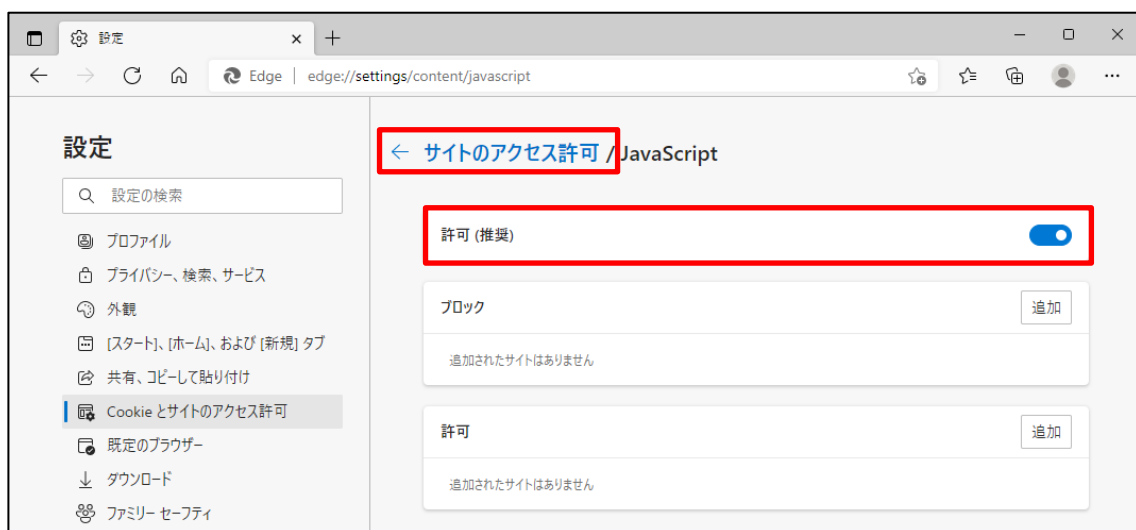 設定
Edge | edge://settings/content/javascript
設定
設定の検索
プロファイル
プライバシー、検索、サービス
外観
[スタート]、[ホーム]、および [新規] タブ
共有、コピーして貼り付け
Cookie とサイトのアクセス許可
既定のブラウザー
ダウンロード
ファミリー セーフティ
← サイトのアクセス許可 / JavaScript
許可 (推奨)
ブロック
追加
追加されたサイトはありません
許可
追加
追加されたサイトはありません